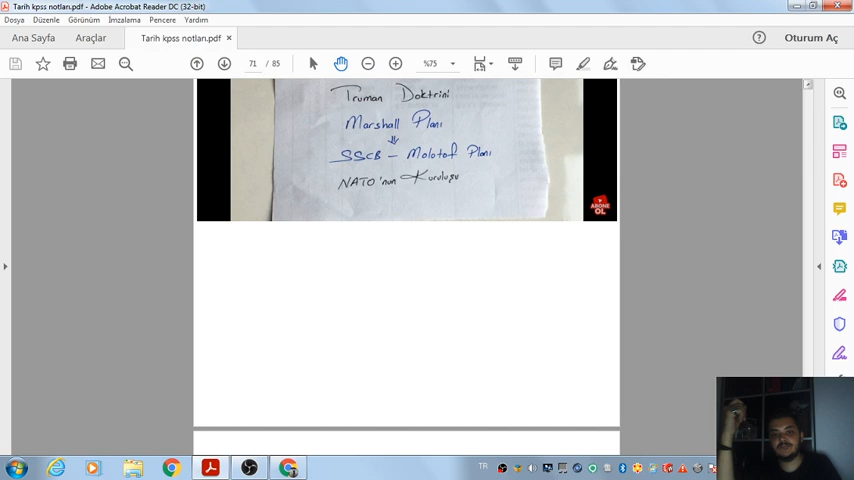 Tarih kpss notları.pdf - Adobe Acrobat Reader DC (32-bit)
Dosya Düzenle Görünüm İmzalama Pencere Yardım
Ana Sayfa Araçlar Tarih kpss notları.pdf × Oturum Aç
71 / 85 %75
Truman Doktrini
Marshall Planı
SSCB - Molotof Planı
NATO'nun Kuruluşu
ABONE OL
TR